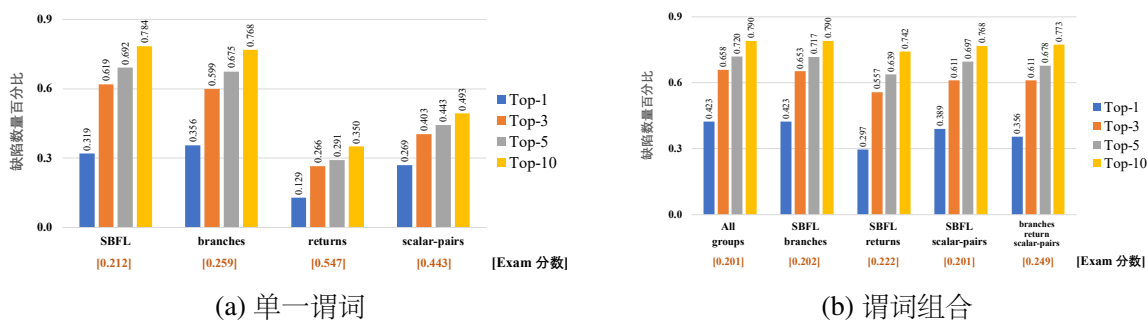 0.9
0.6
0.3
0.0
缺陷数量百分比
0.319
0.619
0.692
0.784
0.356
0.599
0.675
0.768
0.129
0.266
0.291
0.350
0.269
0.403
0.443
0.493
Top-1
Top-3
Top-5
Top-10
SBFL
branches
returns
scalar-pairs
[0.212]
[0.259]
[0.547]
[0.443]
[Exam 分数]
(a) 单一谓词
0.9
0.6
0.3
0.0
缺陷数量百分比
0.423
0.658
0.720
0.790
0.423
0.653
0.717
0.790
0.297
0.557
0.639
0.742
0.389
0.611
0.697
0.768
0.356
0.611
0.678
0.773
Top-1
Top-3
Top-5
Top-10
All
groups
SBFL
branches
SBFL
returns
SBFL
scalar-pairs
branches
return
scalar-pairs
[0.201]
[0.202]
[0.222]
[0.201]
[0.249]
[Exam 分数]
(b) 谓词组合